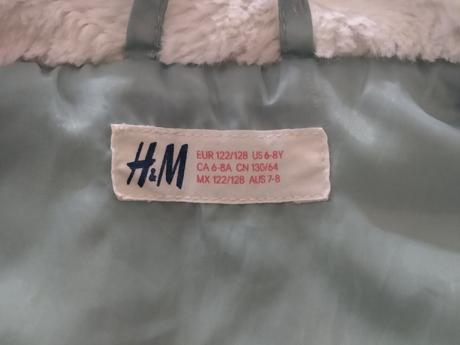 H&M
EUR 122/128 US 6-8Y
CA 6-8A CN 130/64
MX 122/128 AUS 7-8